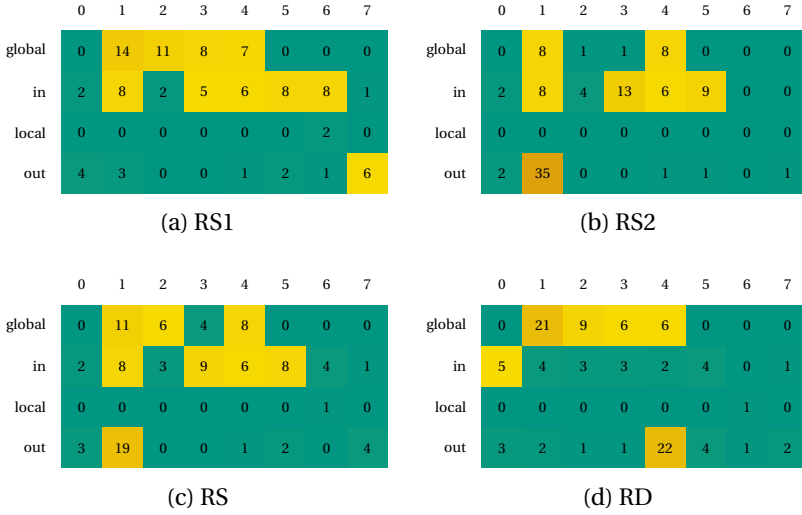 0 1 2 3 4 5 6 7
global 0 14 11 8 7 0 0 0
in 2 8 2 5 6 8 8 1
local 0 0 0 0 0 0 2 0
out 4 3 0 0 1 2 1 6
(a) RS1
0 1 2 3 4 5 6 7
global 0 8 1 1 8 0 0 0
in 2 8 4 13 6 9 0 0
local 0 0 0 0 0 0 0 0
out 2 35 0 0 1 1 0 1
(b) RS2
0 1 2 3 4 5 6 7
global 0 11 6 4 8 0 0 0
in 2 8 3 9 6 8 4 1
local 0 0 0 0 0 0 1 0
out 3 19 0 0 1 2 0 4
(c) RS
0 1 2 3 4 5 6 7
global 0 21 9 6 6 0 0 0
in 5 4 3 3 2 4 0 1
local 0 0 0 0 0 0 1 0
out 3 2 1 1 22 4 1 2
(d) RD